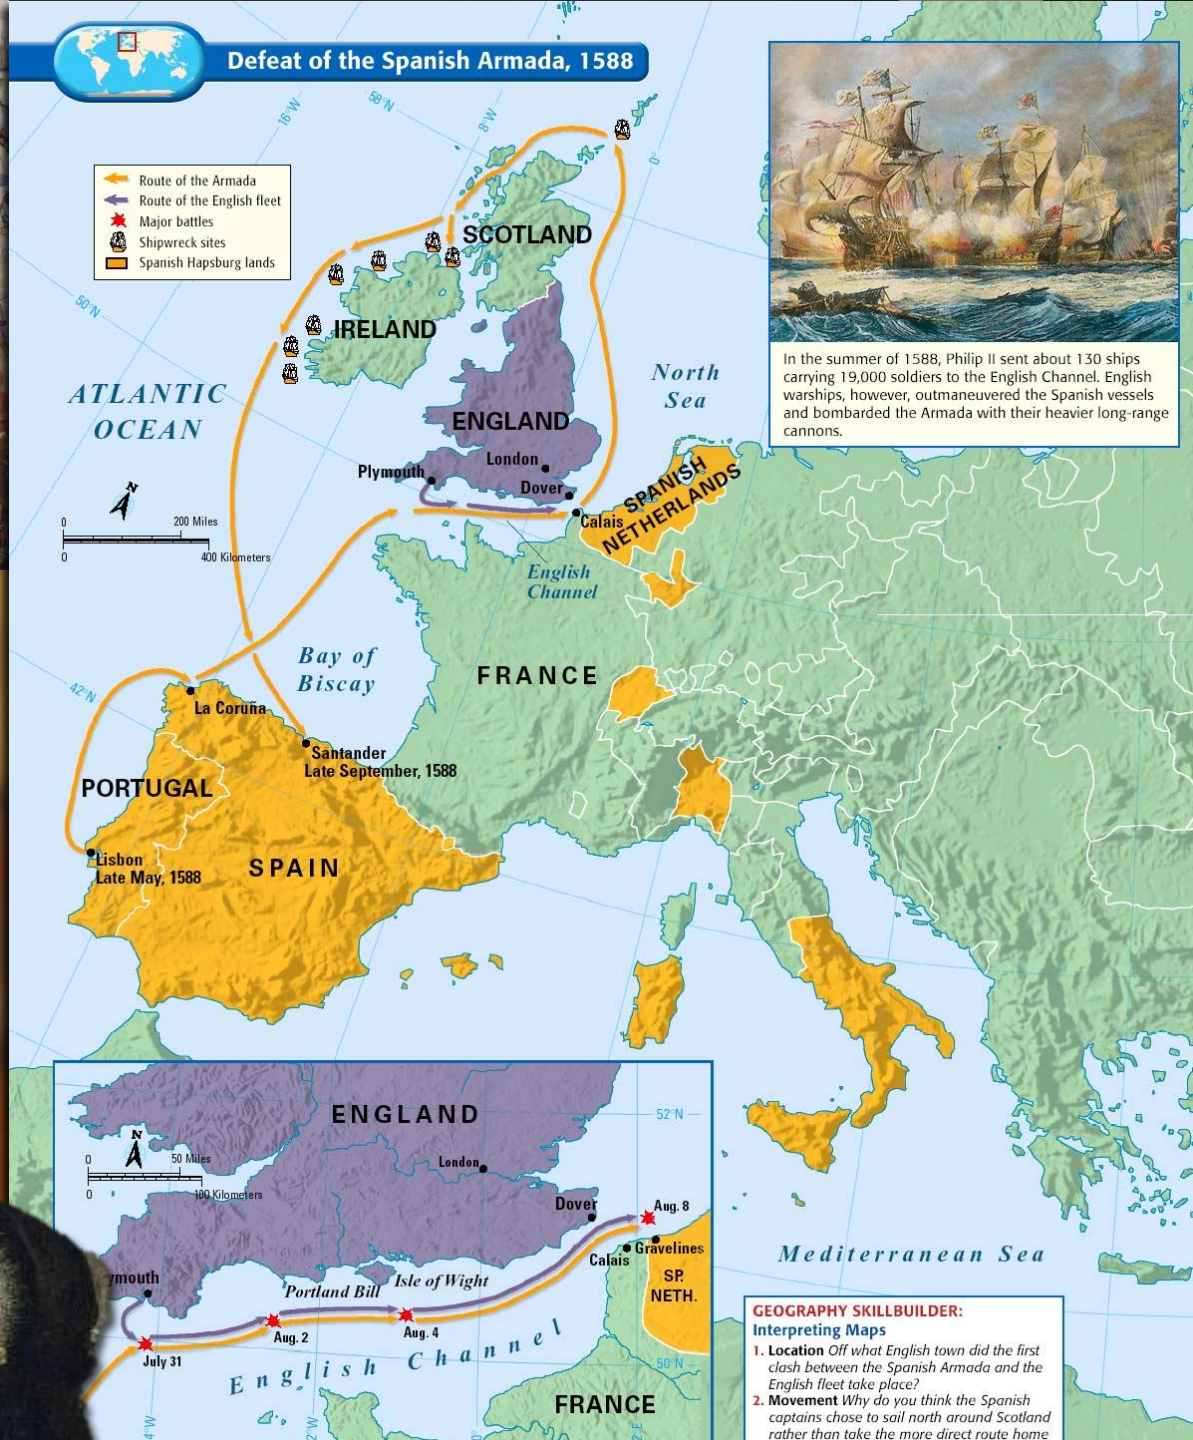 Defeat of the Spanish Armada, 1588
16°W
58°N
8°W
0°
Route of the Armada
Route of the English fleet
Major battles
Shipwreck sites
Spanish Hapsburg lands
SCOTLAND
50°N
IRELAND
In the summer of 1588, Philip II sent about 130 ships
carrying 19,000 soldiers to the English Channel. English
warships, however, outmaneuvered the Spanish vessels
and bombarded the Armada with their heavier long-range
cannons.
North
Sea
ATLANTIC
OCEAN
ENGLAND
London
Plymouth
Dover
SPANISH
NETHERLANDS
Calais
N
0 200 Miles
0 400 Kilometers
English
Channel
Bay of
Biscay
FRANCE
42°N
La Coruña
Santander
Late September, 1588
PORTUGAL
Lisbon
Late May, 1588
SPAIN
ENGLAND
52°N
N
0 50 Miles
0 100 Kilometers
London
Dover
Aug. 8
Calais
Gravelines
SP.
NETH.
ymouth
Portland Bill
Isle of Wight
Aug. 2
Aug. 4
July 31
English Channel
50°N
FRANCE
4°W
2°W
0°
2°E
Mediterranean Sea
GEOGRAPHY SKILLBUILDER:
Interpreting Maps
1. Location Off what English town did the first
clash between the Spanish Armada and the
English fleet take place?
2. Movement Why do you think the Spanish
captains chose to sail north around Scotland
rather than take the more direct route home